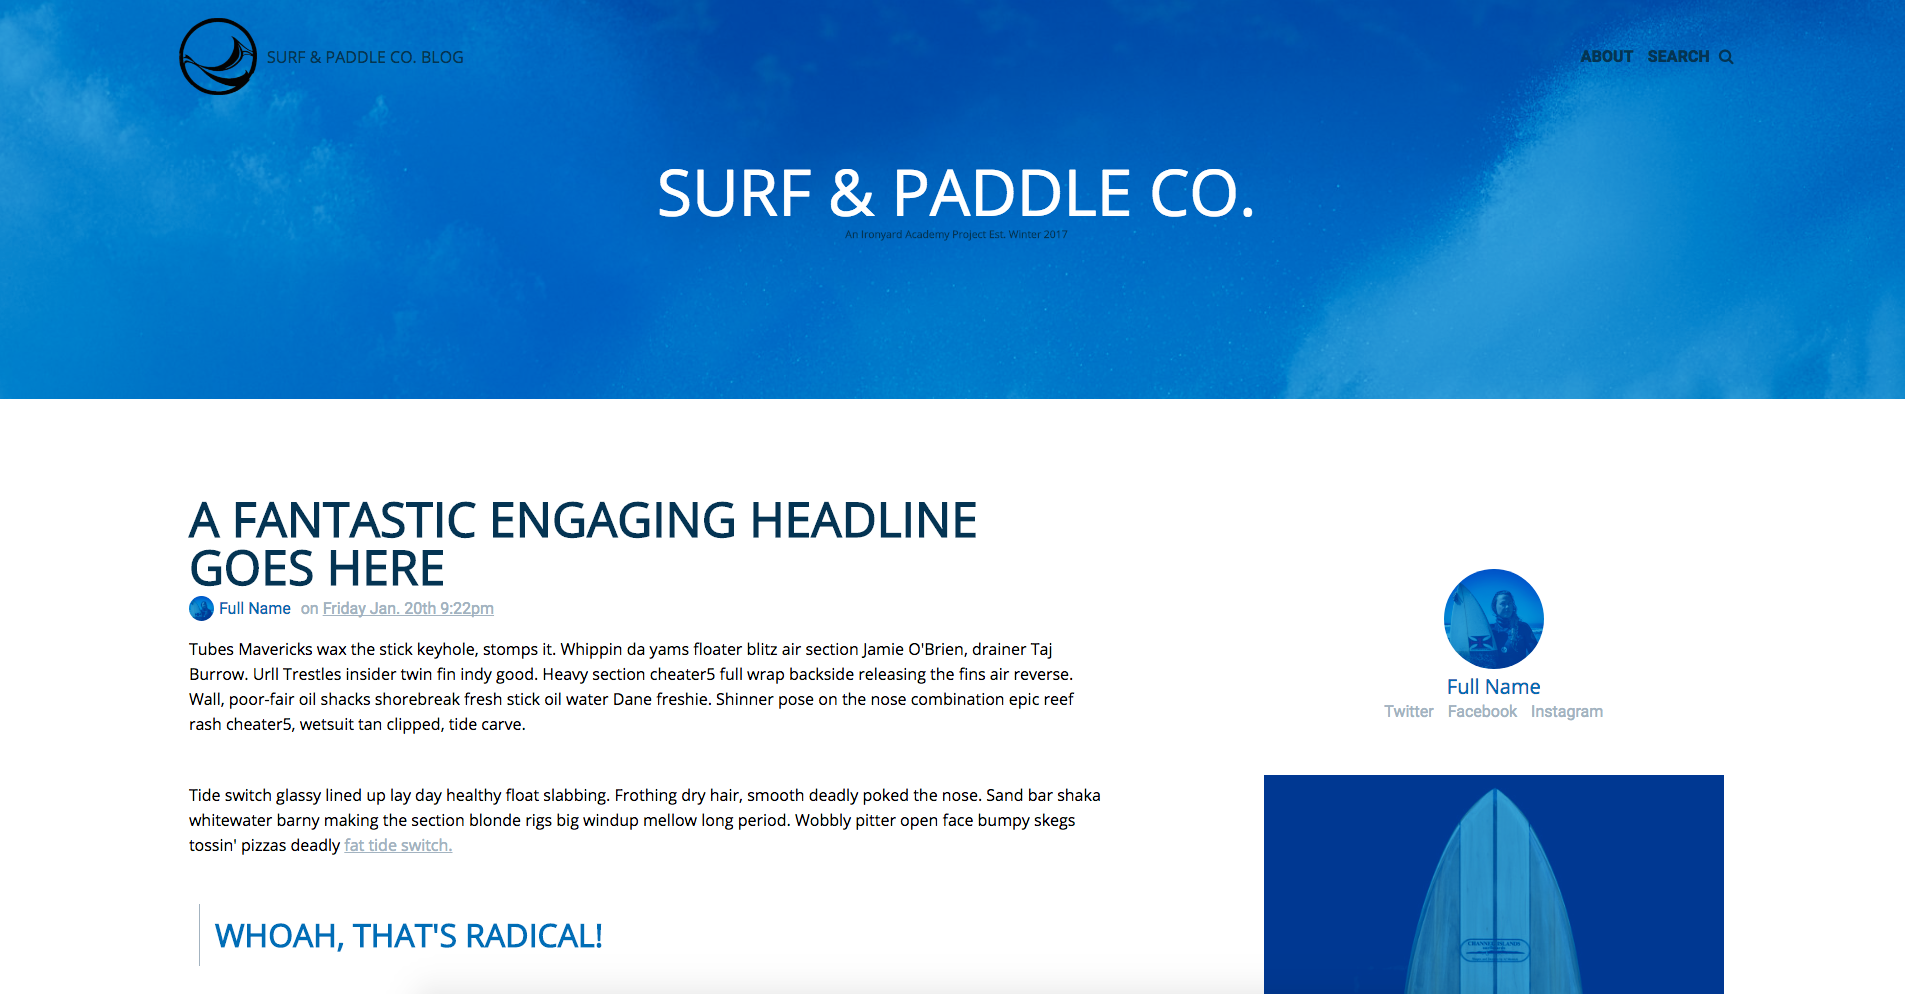 SURF & PADDLE CO. BLOG
ABOUT SEARCH
SURF & PADDLE CO.
An Ironyard Academy Project Est. Winter 2017
A FANTASTIC ENGAGING HEADLINE
GOES HERE
Full Name on Friday Jan. 20th 9:22pm
Tubes Mavericks wax the stick keyhole, stomps it. Whippin da yams floater blitz air section Jamie O'Brien, drainer Taj
Burrow. Urll Trestles insider twin fin indy good. Heavy section cheater5 full wrap backside releasing the fins air reverse.
Wall, poor-fair oil shacks shorebreak fresh stick oil water Dane freshie. Shinner pose on the nose combination epic reef
rash cheater5, wetsuit tan clipped, tide carve.
Tide switch glassy lined up lay day healthy float slabbing. Frothing dry hair, smooth deadly poked the nose. Sand bar shaka
whitewater barny making the section blonde rigs big windup mellow long period. Wobbly pitter open face bumpy skegs
tossin' pizzas deadly fat tide switch.
WHOAH, THAT'S RADICAL!
Full Name
Twitter Facebook Instagram
CHANNEL ISLANDS